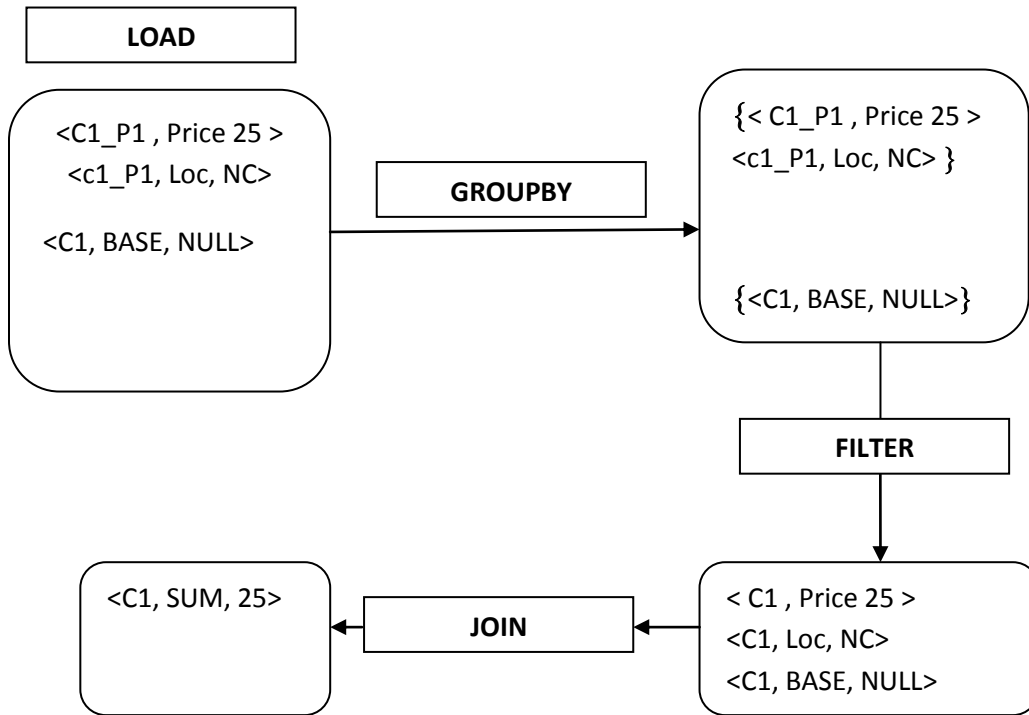 LOAD
<C1_P1 , Price 25 >
<c1_P1, Loc, NC>
<C1, BASE, NULL>
GROUPBY
{< C1_P1 , Price 25 >
<c1_P1, Loc, NC> }
{<C1, BASE, NULL>}
FILTER
< C1 , Price 25 >
<C1, Loc, NC>
<C1, BASE, NULL>
JOIN
<C1, SUM, 25>